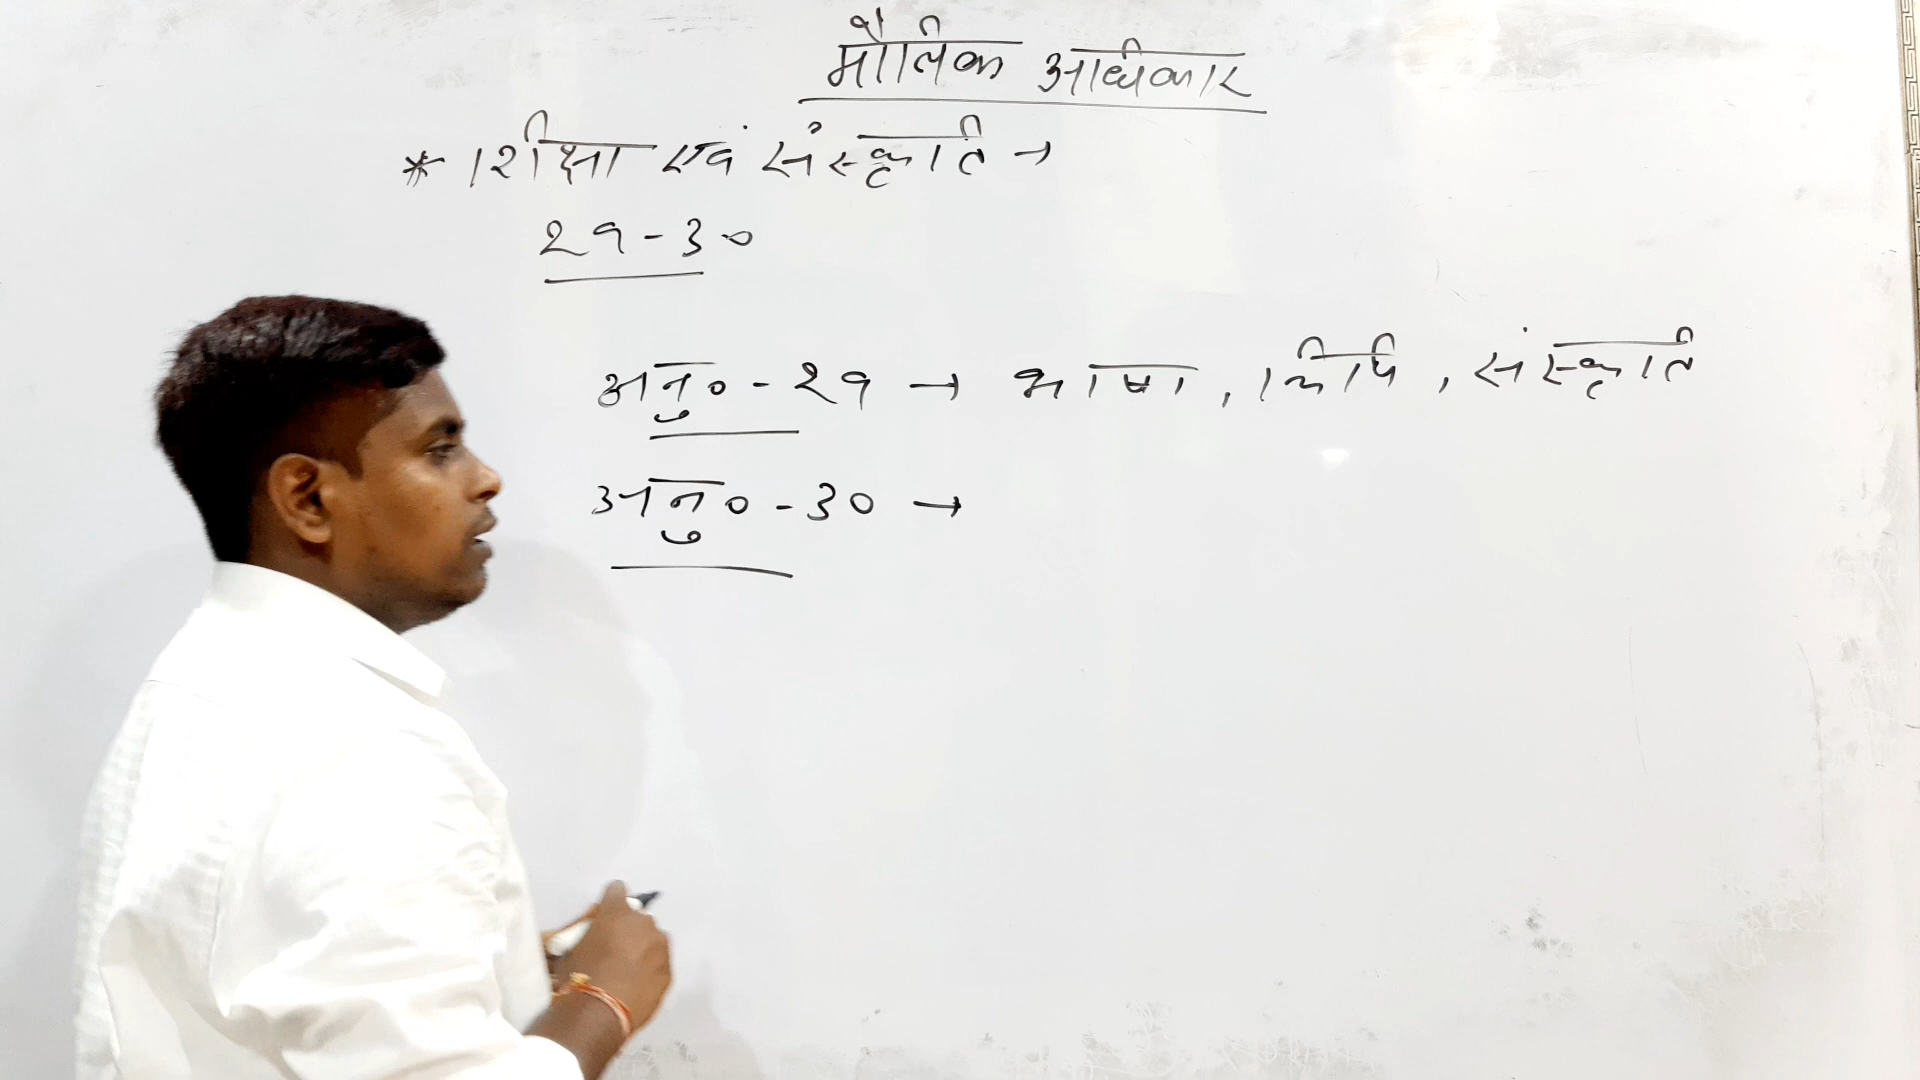 मौलिक अधिकार
* शिक्षा एवं संस्कृति →
29-30
अनु० - 29 → भाषा, लिपि, संस्कृति
अनु० - 30 →